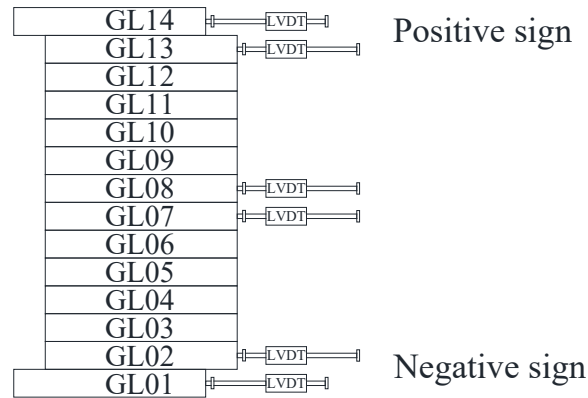 GL14 LVDT Positive sign
GL13 LVDT
GL12
GL11
GL10
GL09
GL08 LVDT
GL07 LVDT
GL06
GL05
GL04
GL03
GL02 LVDT Negative sign
GL01 LVDT